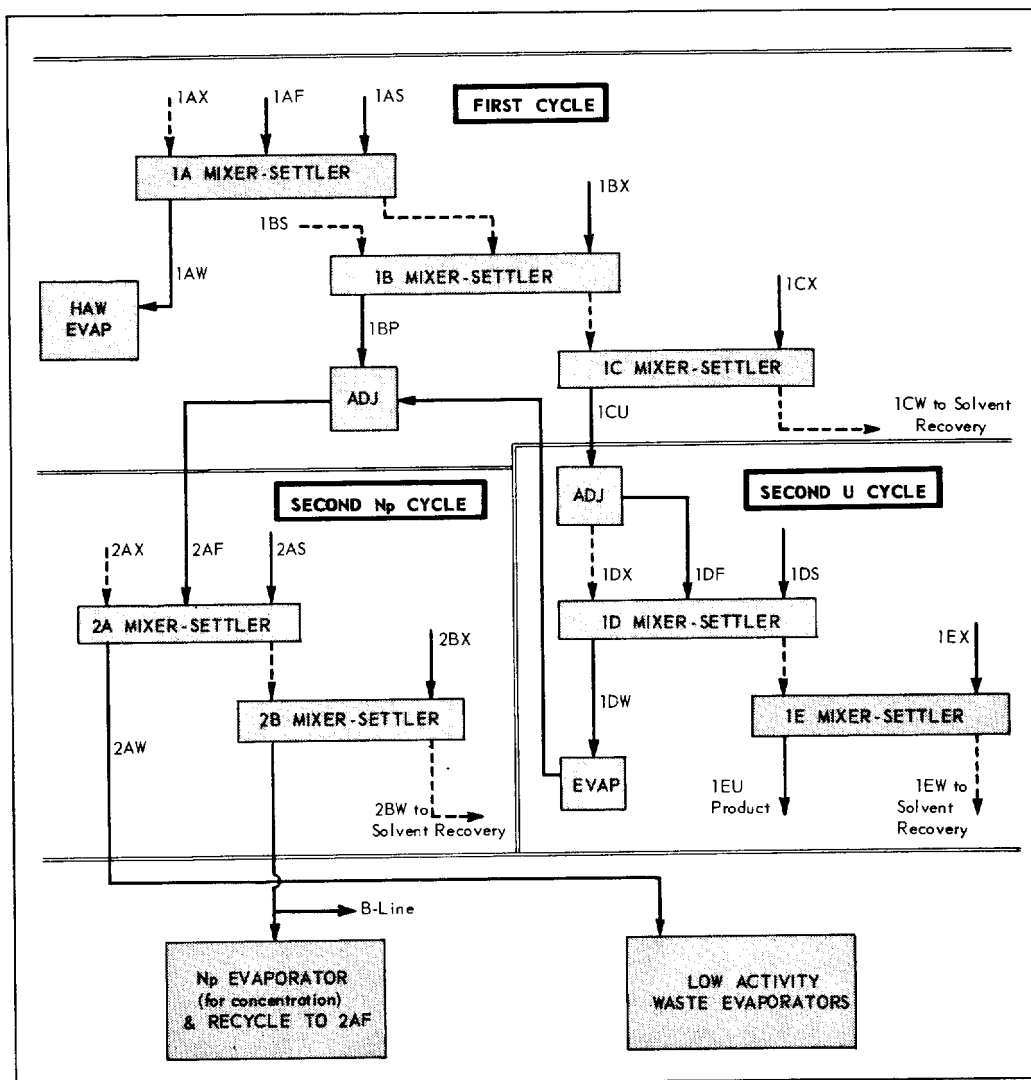 1AX
1AF
1AS
FIRST CYCLE
1A MIXER-SETTLER
1BX
1BS
1AW
1B MIXER-SETTLER
1CX
HAW
EVAP
1BP
1C MIXER-SETTLER
ADJ
1CU
1CW to Solvent
Recovery
SECOND Np CYCLE
ADJ
SECOND U CYCLE
2AX
2AF
2AS
1DX
1DF
1DS
2A MIXER-SETTLER
1D MIXER-SETTLER
2BX
1EX
1DW
2B MIXER-SETTLER
1E MIXER-SETTLER
2AW
EVAP
1EU
Product
1EW to
Solvent
Recovery
2BW to
Solvent Recovery
B-Line
Np EVAPORATOR
(for concentration)
& RECYCLE TO 2AF
LOW ACTIVITY
WASTE EVAPORATORS